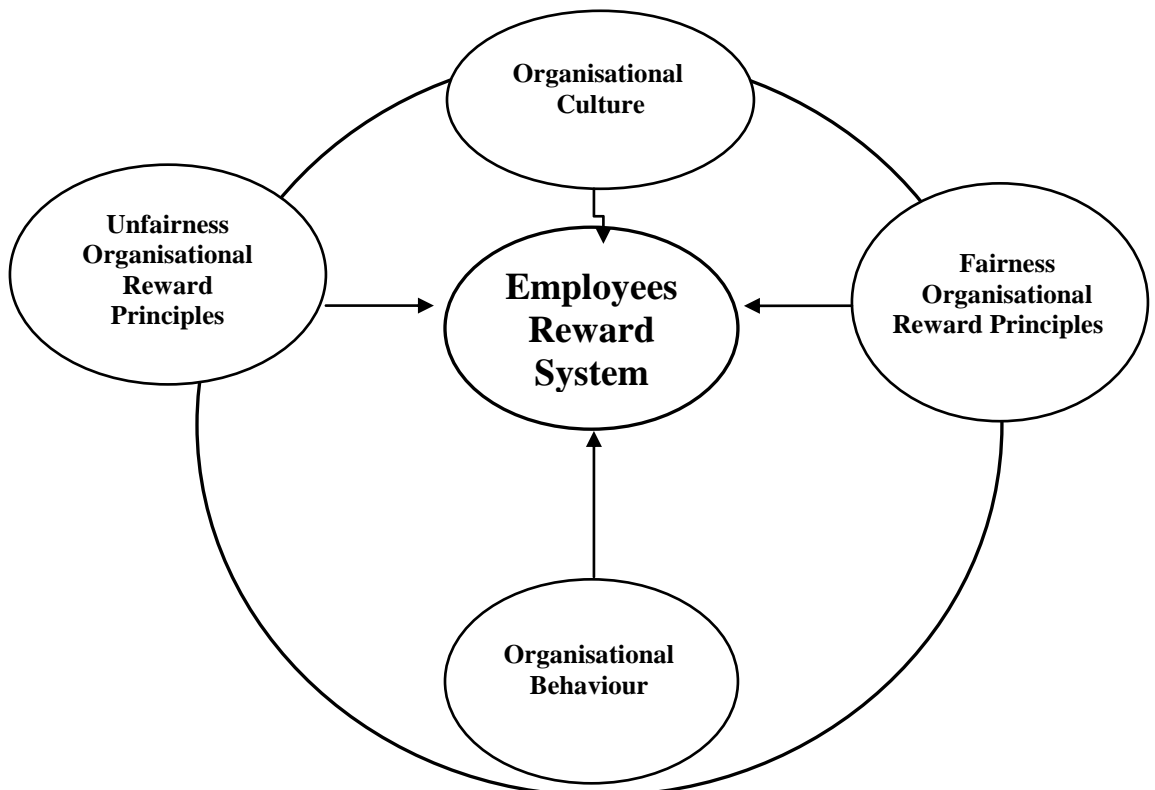 Organisational
Culture
Unfairness
Organisational
Reward
Principles
Employees
Reward
System
Fairness
Organisational
Reward Principles
Organisational
Behaviour